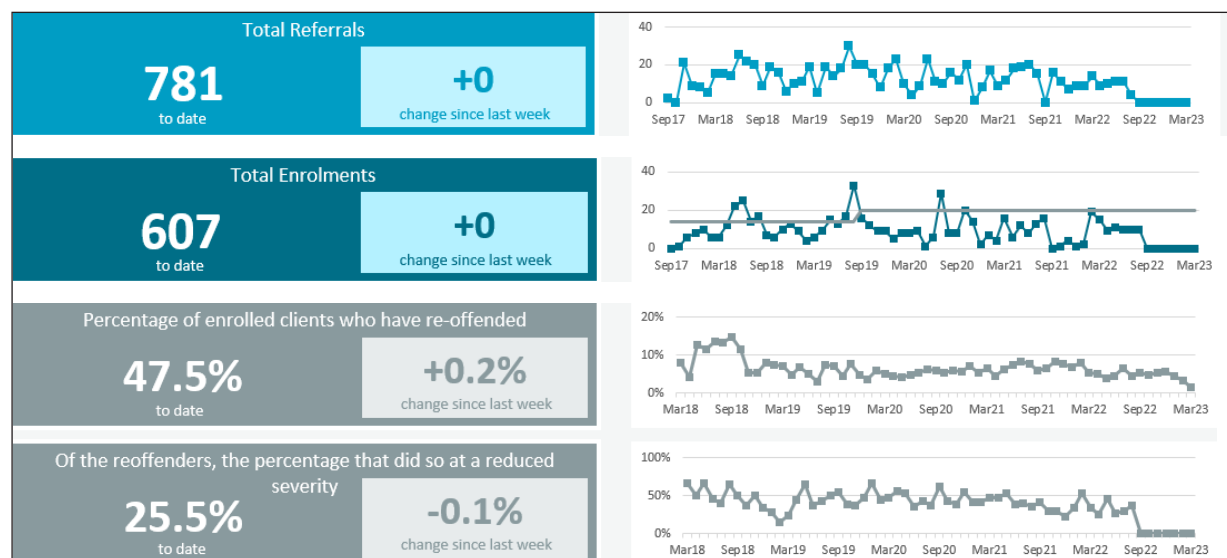 Total Referrals
781
to date
+0
change since last week
40
20
0
Sep17 Mar18 Sep18 Mar19 Sep19 Mar20 Sep20 Mar21 Sep21 Mar22 Sep22 Mar23
Total Enrolments
607
to date
+0
change since last week
40
20
0
Sep17 Mar18 Sep18 Mar19 Sep19 Mar20 Sep20 Mar21 Sep21 Mar22 Sep22 Mar23
Percentage of enrolled clients who have re-offended
47.5%
to date
+0.2%
change since last week
20%
10%
0%
Mar18 Sep18 Mar19 Sep19 Mar20 Sep20 Mar21 Sep21 Mar22 Sep22 Mar23
Of the reoffenders, the percentage that did so at a reduced
severity
25.5%
to date
-0.1%
change since last week
100%
50%
0%
Mar18 Sep18 Mar19 Sep19 Mar20 Sep20 Mar21 Sep21 Mar22 Sep22 Mar23